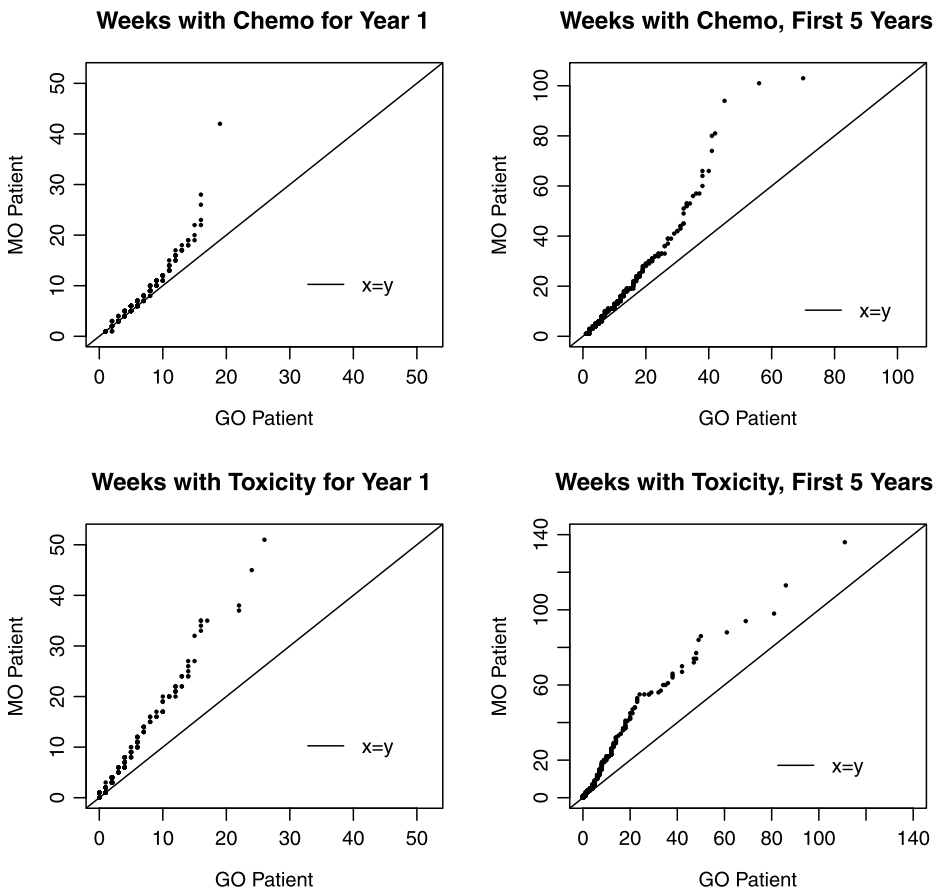 Weeks with Chemo for Year 1
MO Patient
50
40
30
20
10
0
x=y
0 10 20 30 40 50
GO Patient
Weeks with Chemo, First 5 Years
MO Patient
100
80
60
40
20
0
x=y
0 20 40 60 80 100
GO Patient
Weeks with Toxicity for Year 1
MO Patient
50
40
30
20
10
0
x=y
0 10 20 30 40 50
GO Patient
Weeks with Toxicity, First 5 Years
MO Patient
140
100
60
20
0
x=y
0 20 40 60 80 100 140
GO Patient